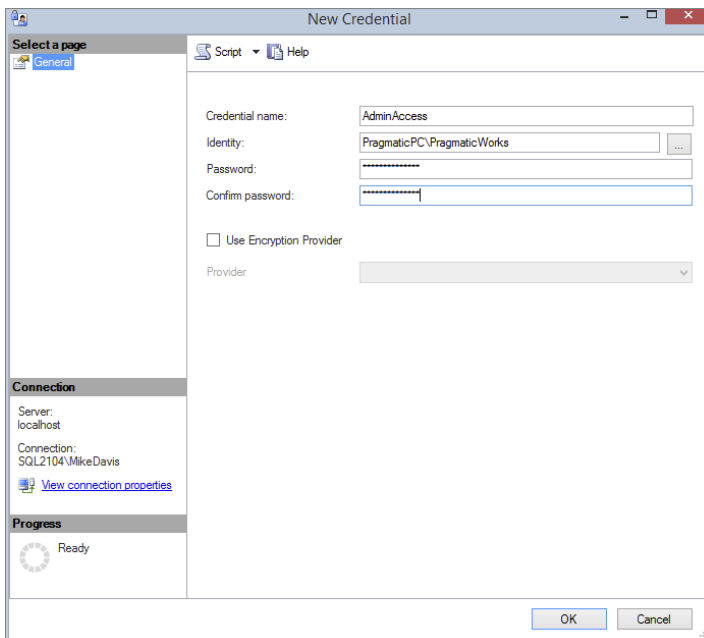 New Credential
Select a page
General
Script
Help
Credential name:
AdminAccess
Identity:
PragmaticPC\PragmaticWorks
...
Password:
**************
Confirm password:
**************
Use Encryption Provider
Provider
Connection
Server:
localhost
Connection:
SQL2104\MikeDavis
View connection properties
Progress
Ready
OK
Cancel